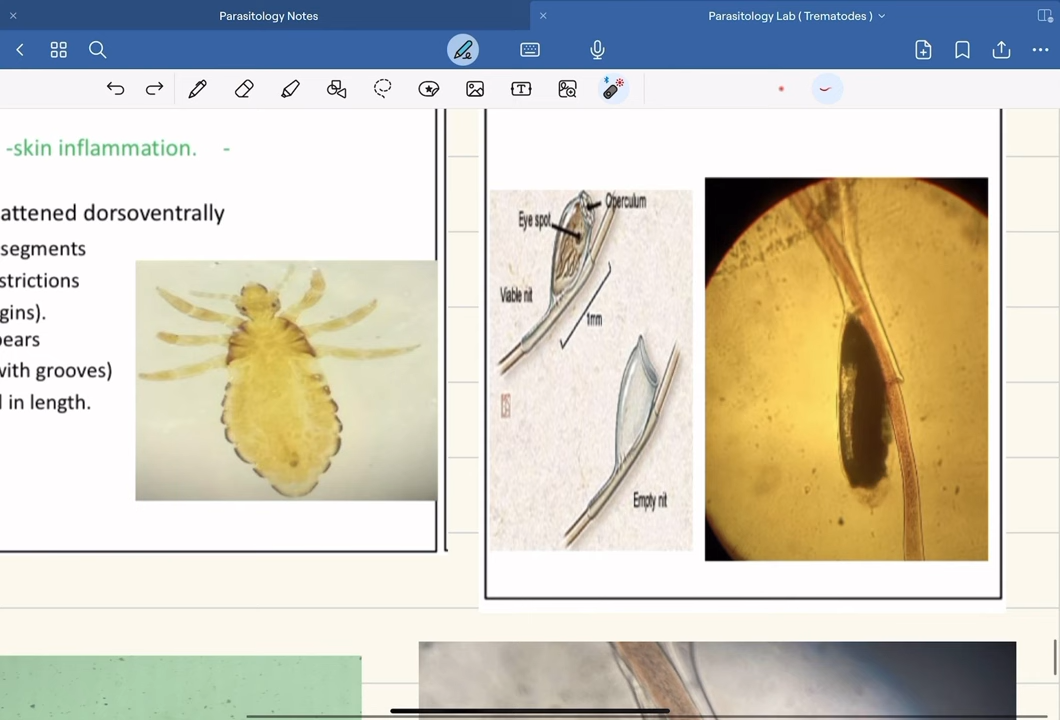 Parasitology Notes
Parasitology Lab ( Trematodes )
-skin inflammation. -
attened dorsoventrally
segments
strictions
gins).
pears
with grooves)
l in length.
Operculum
Eye spot
Viable nit
1mm
Empty nit